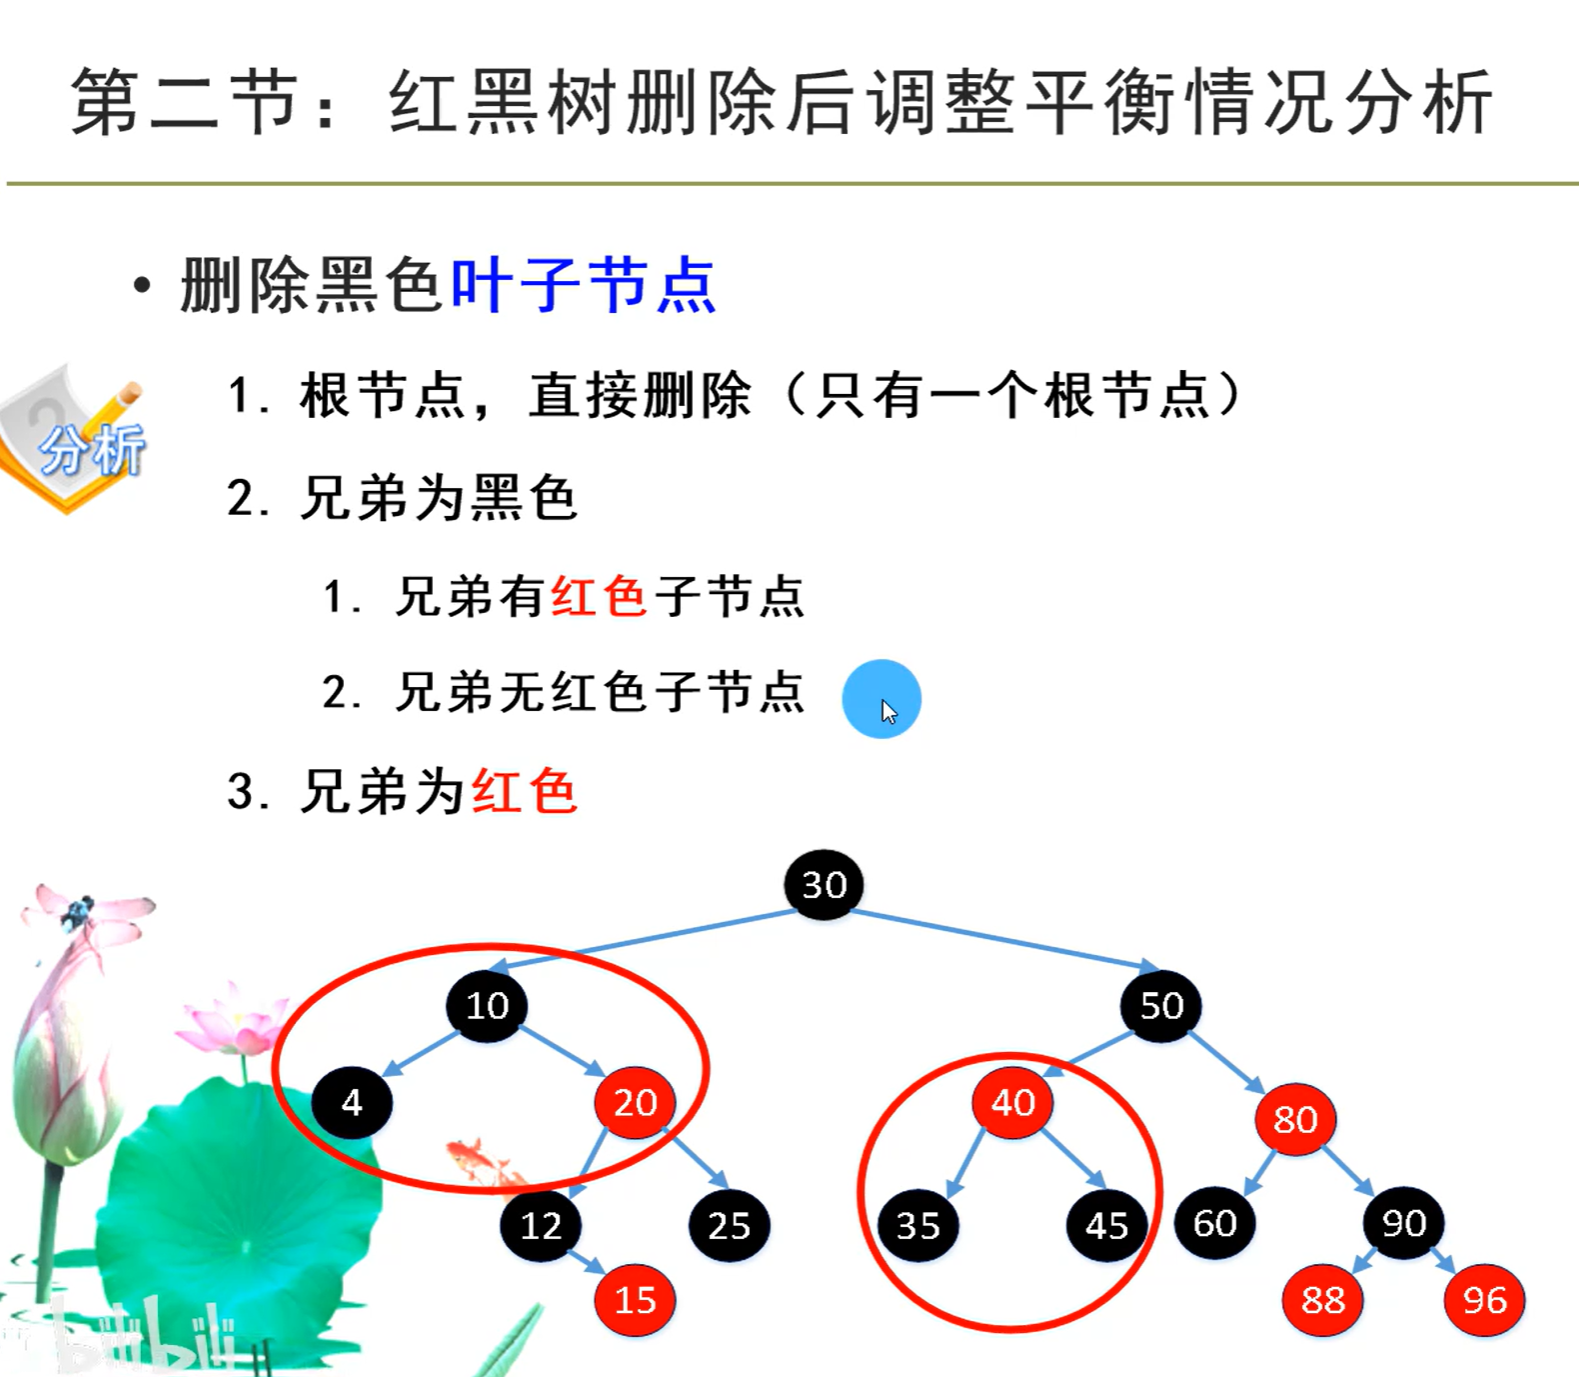 第二节：红黑树删除后调整平衡情况分析
• 删除黑色叶子节点
分析
1. 根节点，直接删除（只有一个根节点）
2. 兄弟为黑色
1. 兄弟有红色子节点
2. 兄弟无红色子节点
3. 兄弟为红色
30
10 50
4 20 40 80
12 25 35 45 60 90
15 88 96
bilibili